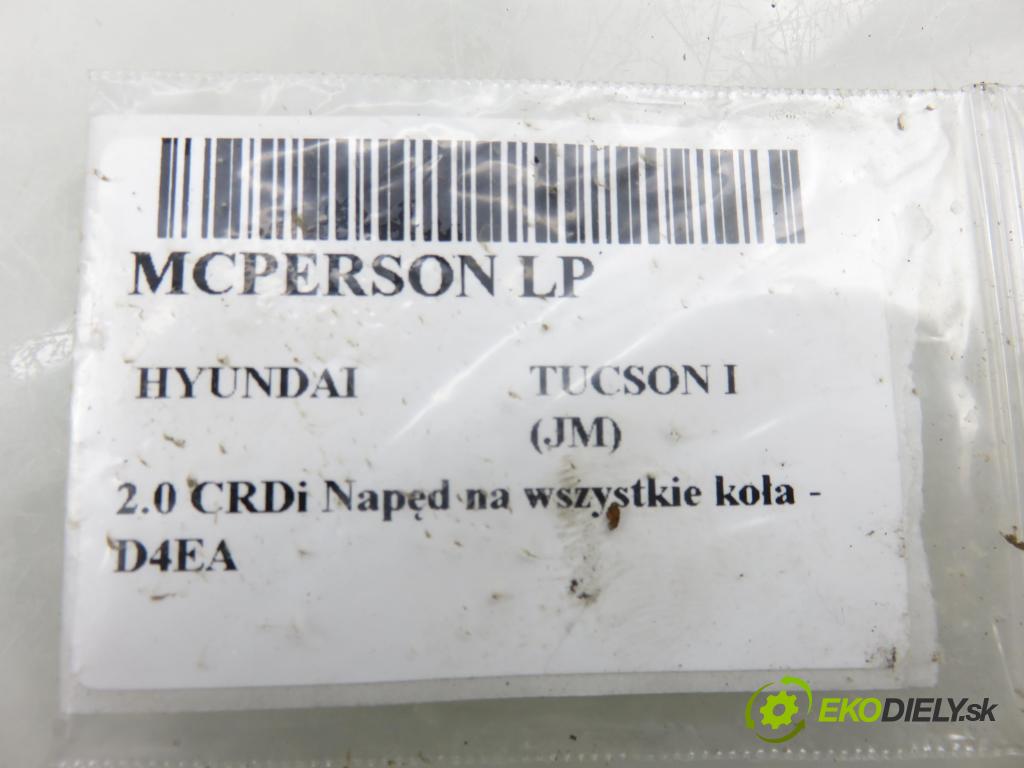 MCPERSON LP
HYUNDAI TUCSON I
(JM)
2.0 CRDi Napęd na wszystkie koła -
D4EA
EKODIELY.sk